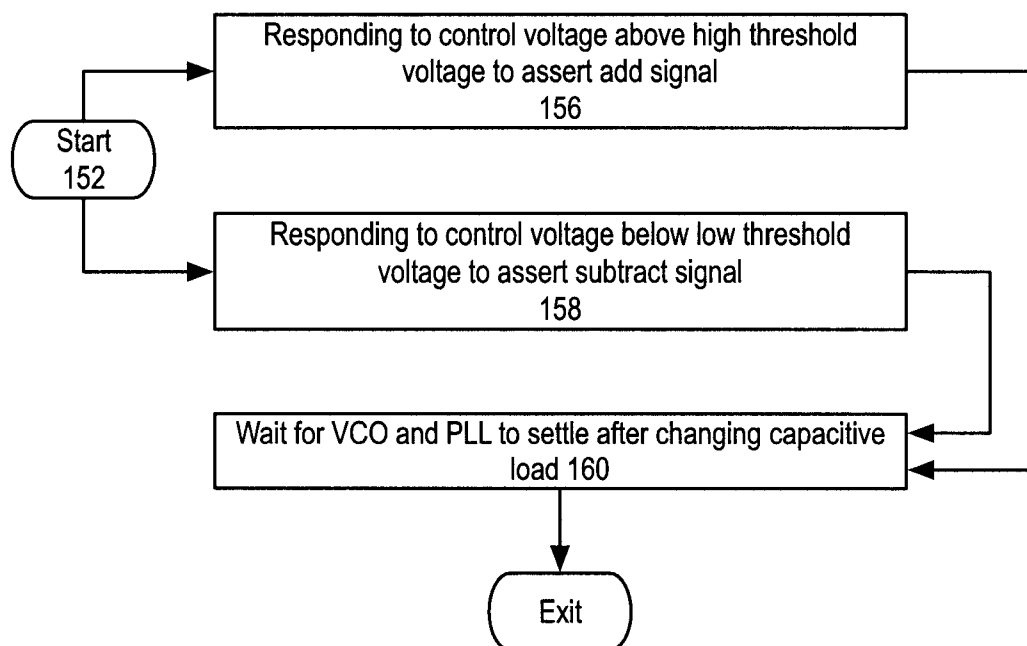 Responding to control voltage above high threshold
voltage to assert add signal
156
Start
152
Responding to control voltage below low threshold
voltage to assert subtract signal
158
Wait for VCO and PLL to settle after changing capacitive
load 160
Exit